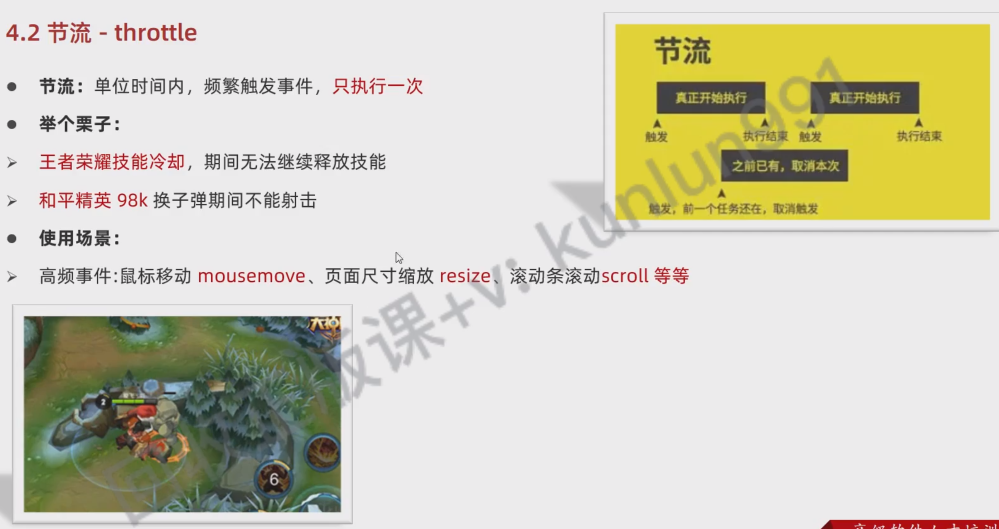 4.2 节流 - throttle
● 节流：单位时间内，频繁触发事件，只执行一次
● 举个栗子：
➢ 王者荣耀技能冷却，期间无法继续释放技能
➢ 和平精英 98k 换子弹期间不能射击
● 使用场景：
➢ 高频事件:鼠标移动 mousemove、页面尺寸缩放 resize、滚动条滚动scroll 等等
节流
真正开始执行 真正开始执行
触发 执行结束 触发 执行结束
之前已有，取消本次
触发，前一个任务还在，取消触发
版课+v: kunlun991
2
6